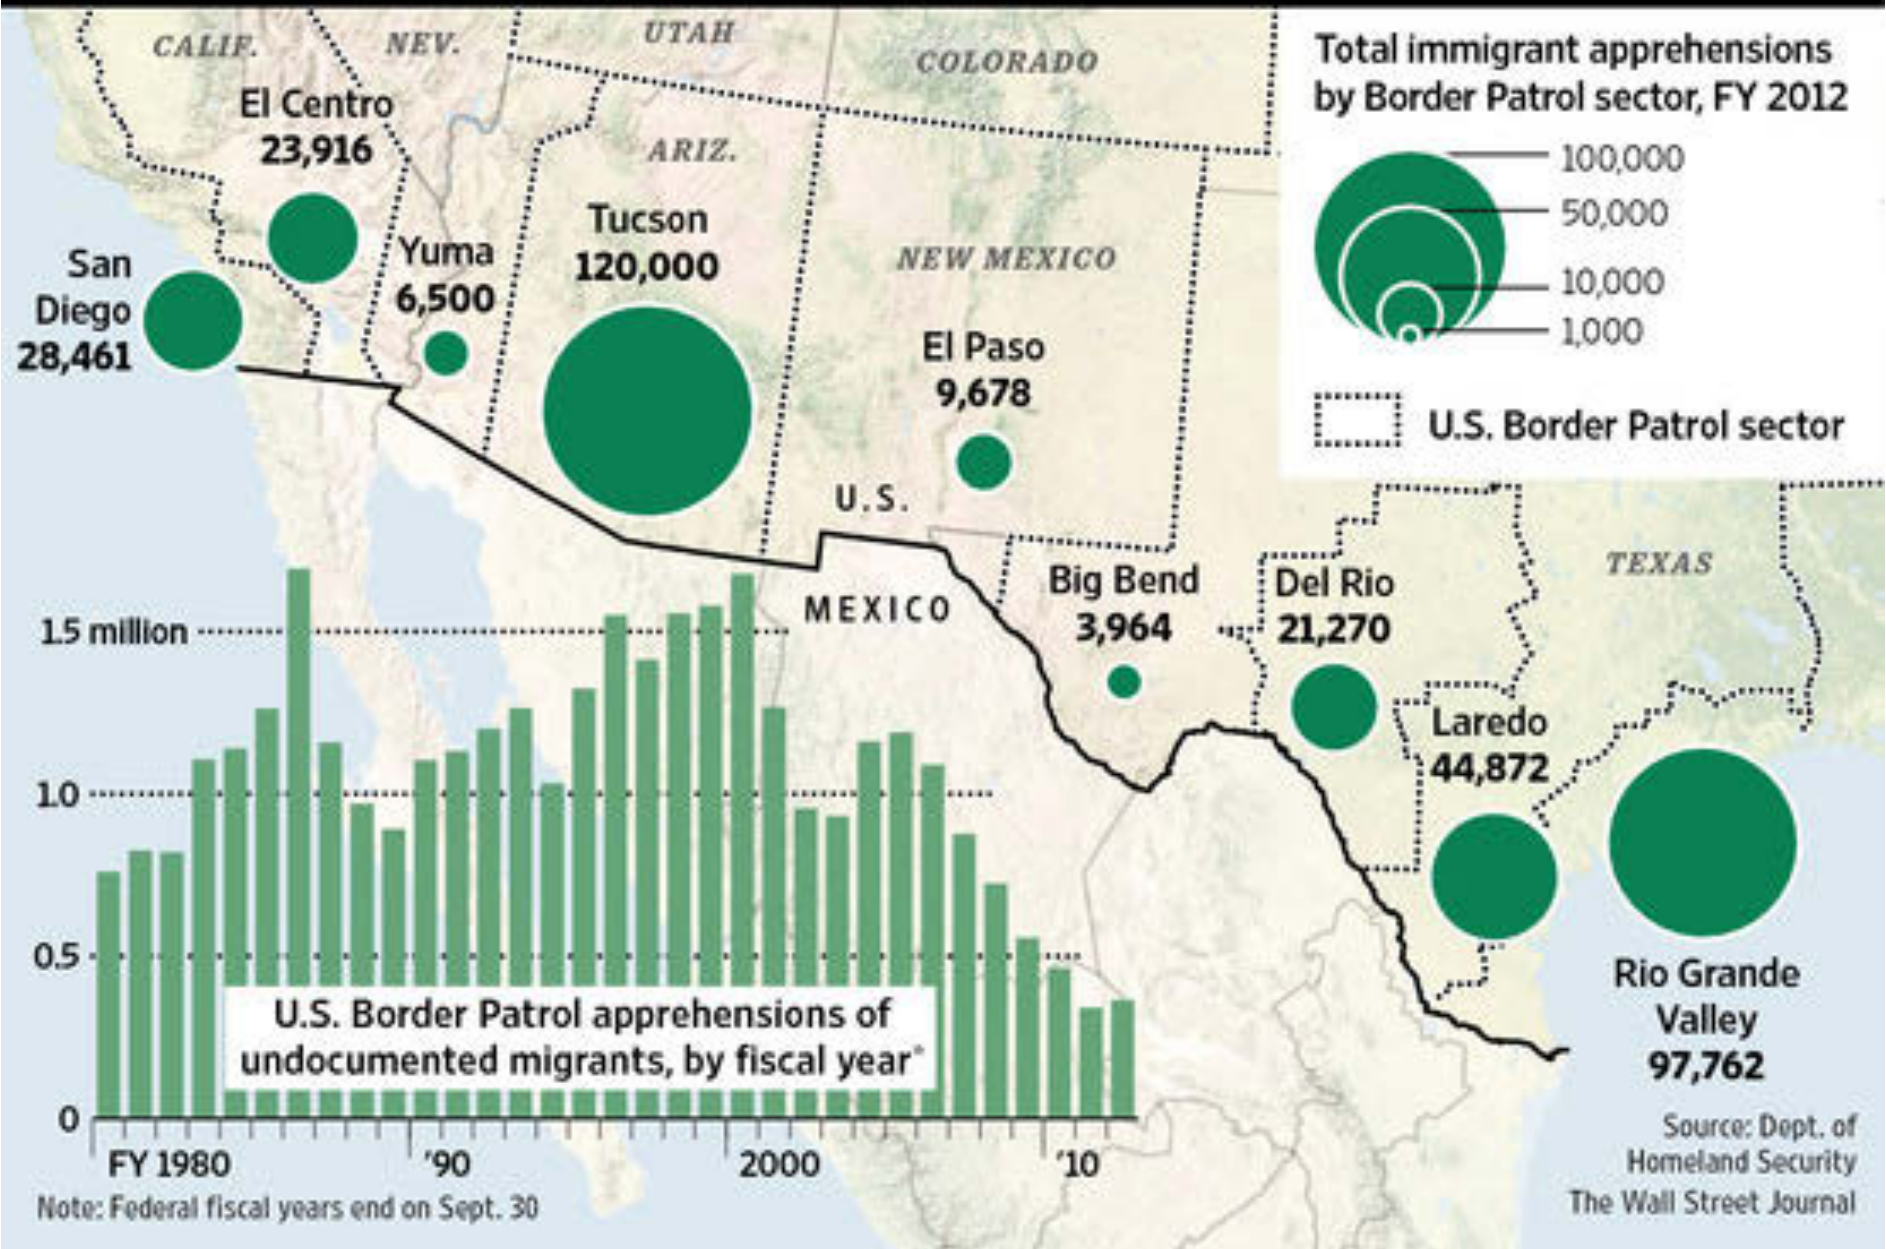 CALIF.
NEV.
UTAH
COLORADO
ARIZ.
NEW MEXICO
TEXAS
El Centro
23,916
San
Diego
28,461
Yuma
6,500
Tucson
120,000
El Paso
9,678
U.S.
MEXICO
Big Bend
3,964
Del Rio
21,270
Laredo
44,872
Rio Grande
Valley
97,762
Total immigrant apprehensions
by Border Patrol sector, FY 2012
100,000
50,000
10,000
1,000
U.S. Border Patrol sector
1.5 million
1.0
0.5
0
U.S. Border Patrol apprehensions of
undocumented migrants, by fiscal year*
FY 1980
'90
2000
'10
Note: Federal fiscal years end on Sept. 30
Source: Dept. of
Homeland Security
The Wall Street Journal